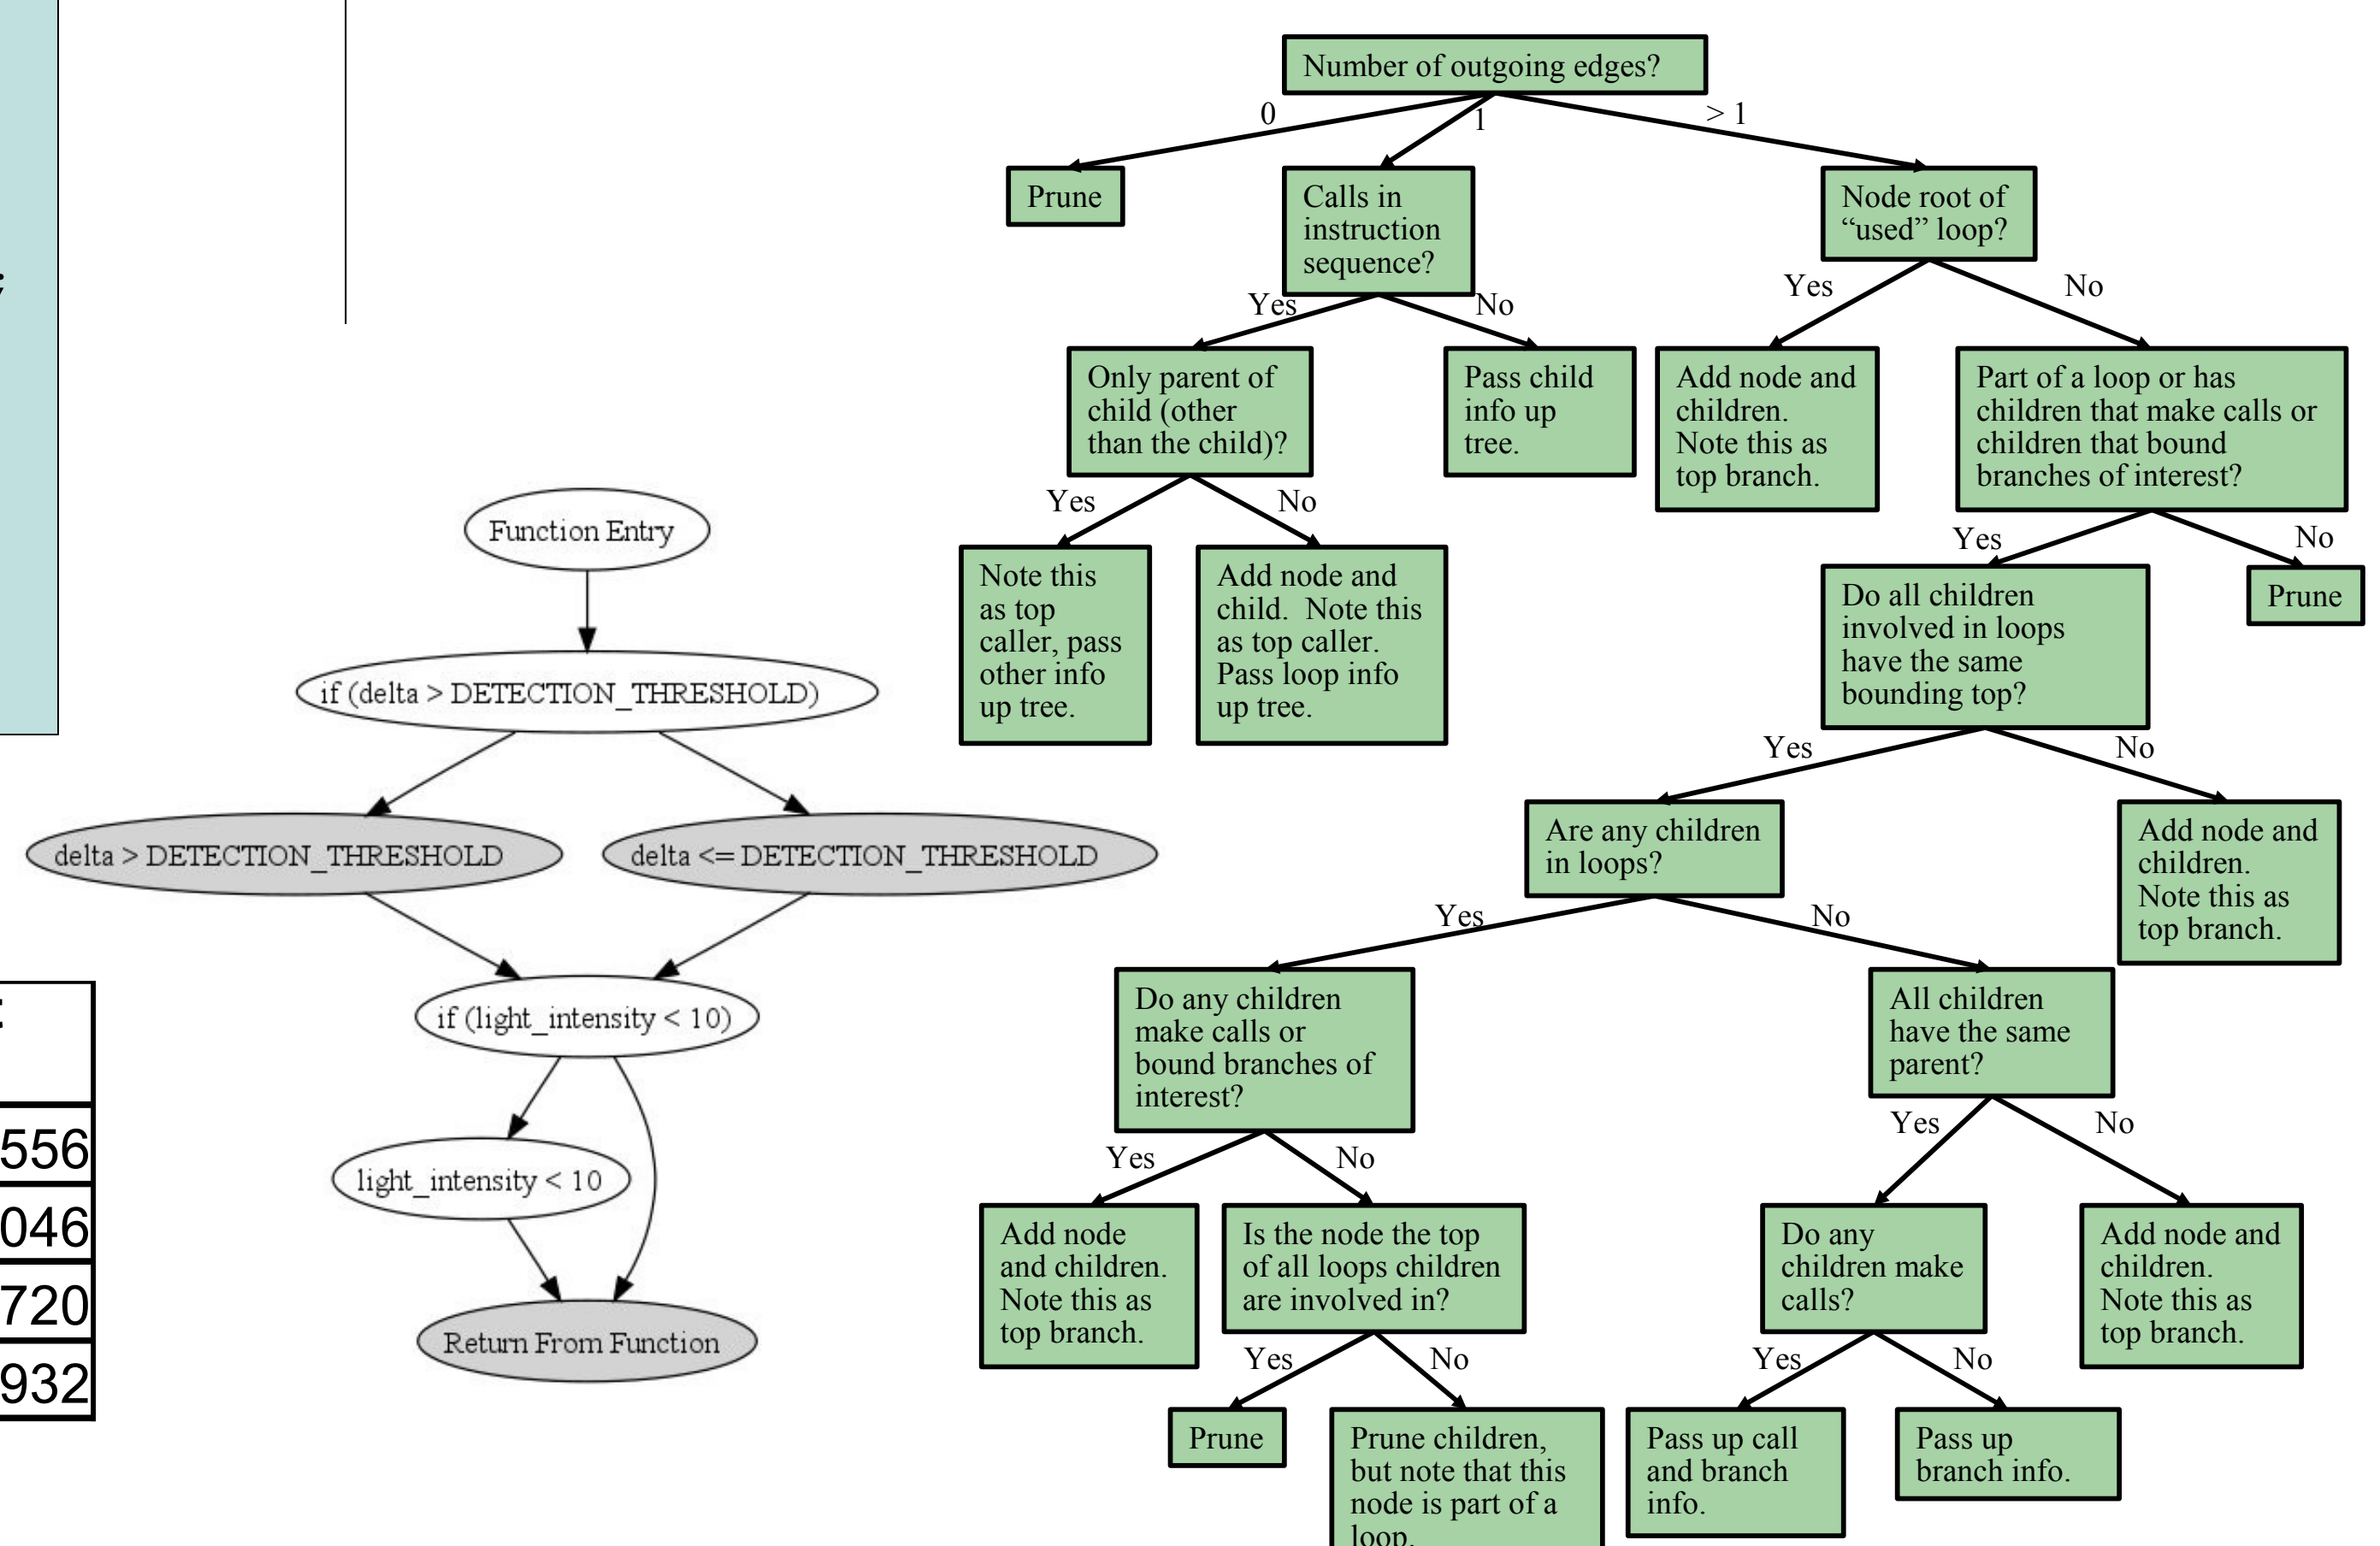 ;
Function Entry
if (delta > DETECTION_THRESHOLD)
delta > DETECTION_THRESHOLD
delta <= DETECTION_THRESHOLD
if (light_intensity < 10)
light_intensity < 10
Return From Function
556
046
720
932
Number of outgoing edges?
0
1
> 1
Prune
Calls in
instruction
sequence?
Node root of
“used” loop?
Yes
No
Yes
No
Only parent of
child (other
than the child)?
Pass child
info up
tree.
Add node and
children.
Note this as
top branch.
Part of a loop or has
children that make calls or
children that bound
branches of interest?
Yes
No
Yes
No
Note this
as top
caller, pass
other info
up tree.
Add node and
child.  Note this
as top caller.
Pass loop info
up tree.
Do all children
involved in loops
have the same
bounding top?
Prune
Yes
No
Are any children
in loops?
Add node and
children.
Note this as
top branch.
Yes
No
Do any children
make calls or
bound branches of
interest?
All children
have the same
parent?
Yes
No
Yes
No
Add node
and children.
Note this as
top branch.
Is the node the top
of all loops children
are involved in?
Do any
children make
calls?
Add node and
children.
Note this as
top branch.
Yes
No
Yes
No
Prune
Prune children,
but note that this
node is part of a
loop.
Pass up call
and branch
info.
Pass up
branch info.